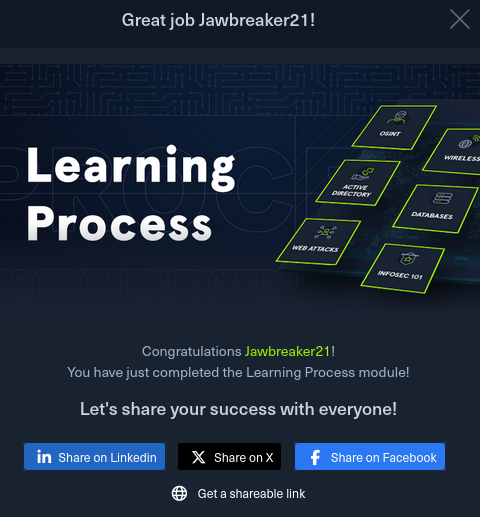 Great job Jawbreaker21!
Learning
Process
OSINT
WIRELESS
ACTIVE
DIRECTORY
DATABASES
WEB ATTACKS
INFOSEC 101
Congratulations Jawbreaker21!
You have just completed the Learning Process module!
Let's share your success with everyone!
Share on Linkedin
Share on X
Share on Facebook
Get a shareable link